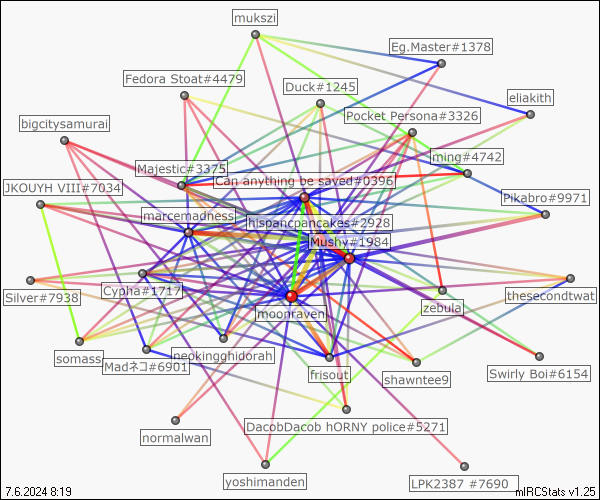 mukszi
Eg.Master#1378
Fedora Stoat#4479
Duck#1245
eliakith
Pocket Persona#3326
bigcitysamurai
ming#4742
Majestic#3375
Can anything be saved#0396
JKOUYH VIII#7034
Pikabro#9971
marcemadness
hispancpancakes#2928
Mushy#1984
Cypha#1717
Silver#7938
thesecondtwat
zebula
moonraven
neokingghidorah
somass
Madネコ#6901
frisout
shawntee9
Swirly Boi#6154
DacobDacob hORNY police#5271
normalwan
yoshimanden
LPK2387 #7690
7.6.2024 8:19
mIRCStats v1.25